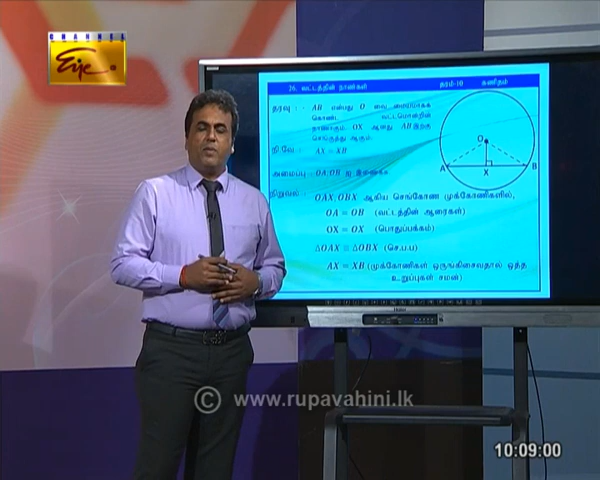 CHANNEL
Eye
26. வட்டத்தின் நாண்கள் தரம்-10 கணிதம்
தரவு : - AB என்பது O வை மையமாகக்
கொண்ட வட்டமொன்றின்
நாணாகும். OX ஆனது AB இற்கு
செங்குத்து ஆகும்.
நி.வே : AX = XB
அமைப்பு : OA, OB ஐ இணைக்க
நிறுவல் : OAX, OBX ஆகிய செங்கோண முக்கோணிகளில்,
OA = OB (வட்டத்தின் ஆரைகள்)
OX = OX (பொதுப்பக்கம்)
△OAX ≡ △OBX (செ.ப.ப)
AX = XB (முக்கோணிகள் ஒருங்கிசைவதால் ஒத்த
உறுப்புகள் சமன்)
O
A B
X
Haier
© www.rupavahini.lk
10:09:00